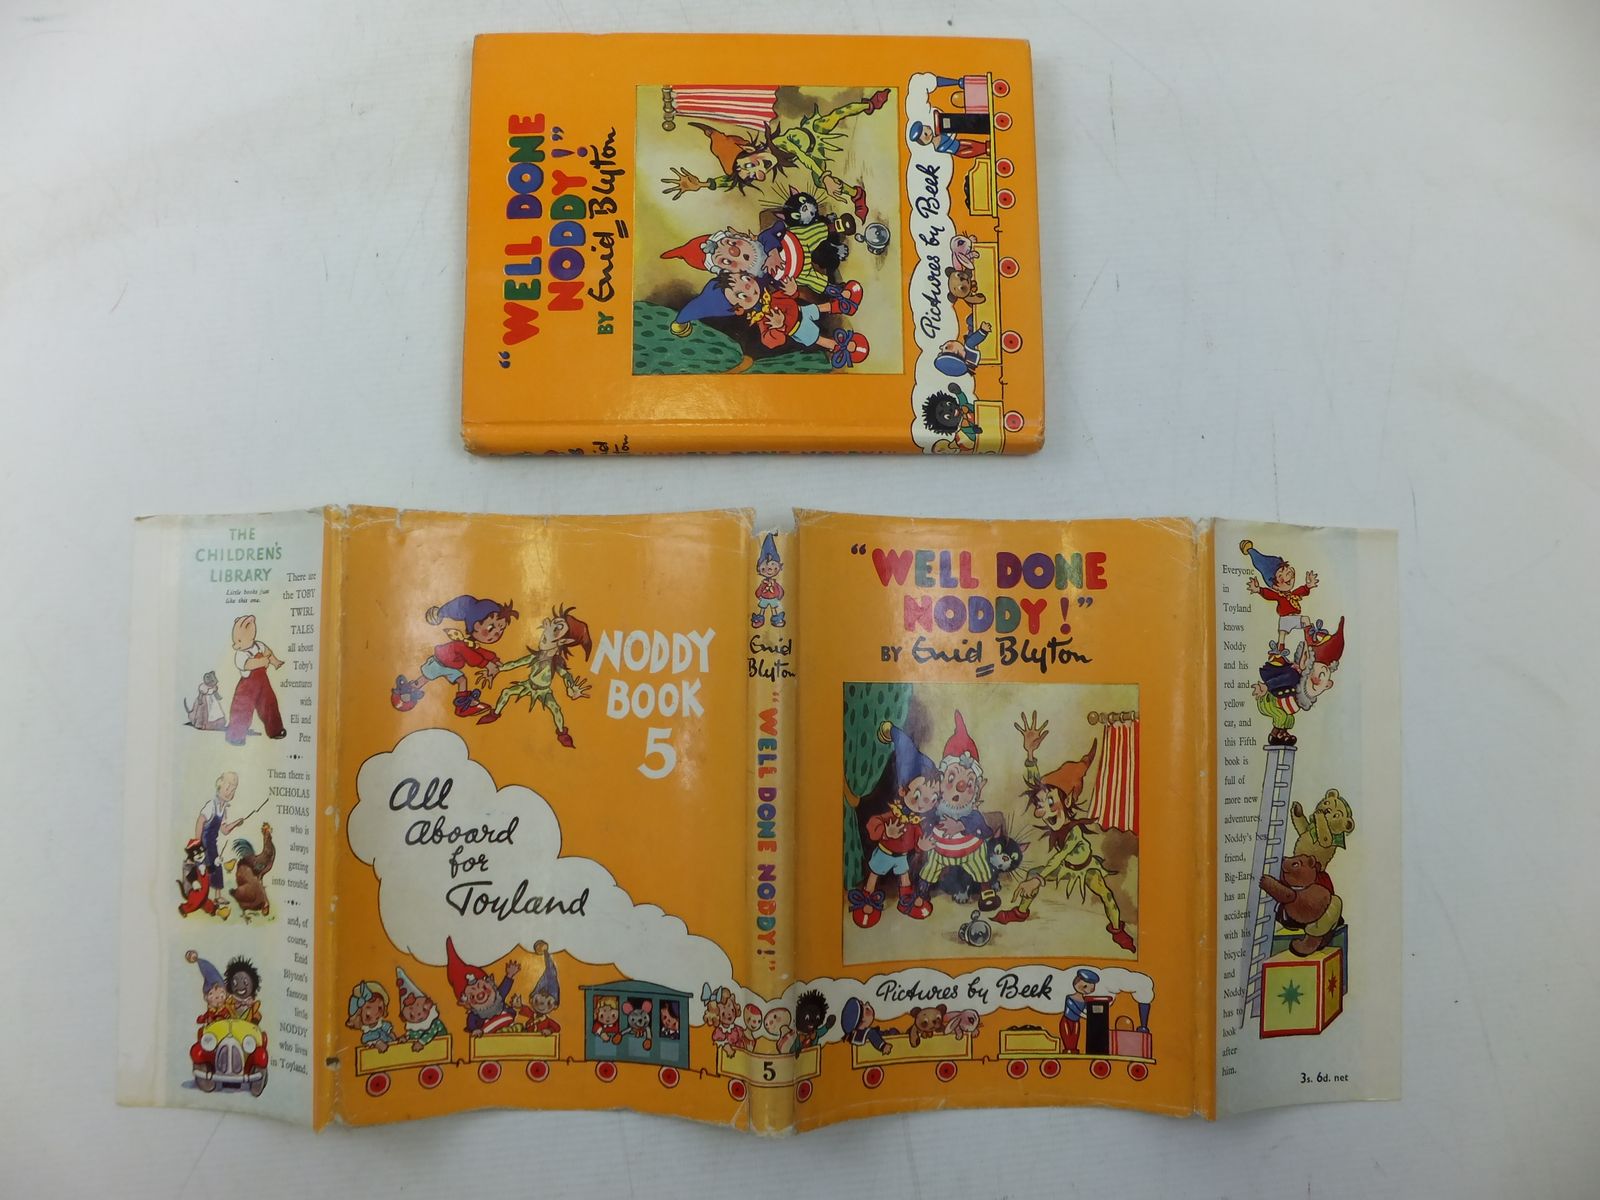 "WELL DONE
NODDY!"
BY Enid Blyton
Pictures by Beek
"WELL DONE NODDY!"
THE
CHILDREN'S
LIBRARY
Little books just
like this one.
There are
the TOBY
TWIRL
TALES
all about
Toby's
adventures
with
Eli and
Pete
Then there is
NICHOLAS
THOMAS
who is
always
getting
into trouble
and, of
course,
Enid
Blyton's
famous
little
NODDY
who lives
in Toyland.
NODDY
BOOK
5
All
aboard
for
Toyland
Enid
Blyton
"WELL DONE NODDY!"
5
"WELL DONE
NODDY!"
BY Enid Blyton
Pictures by Beek
Everyone
in
Toyland
knows
Noddy
and his
red and
yellow
car, and
this Fifth
book is
full of
more new
adventures.
Noddy's best
friend,
Big-Ears,
has an
accident
with his
bicycle
and
Noddy
has to
look
after
him.
3s. 6d. net